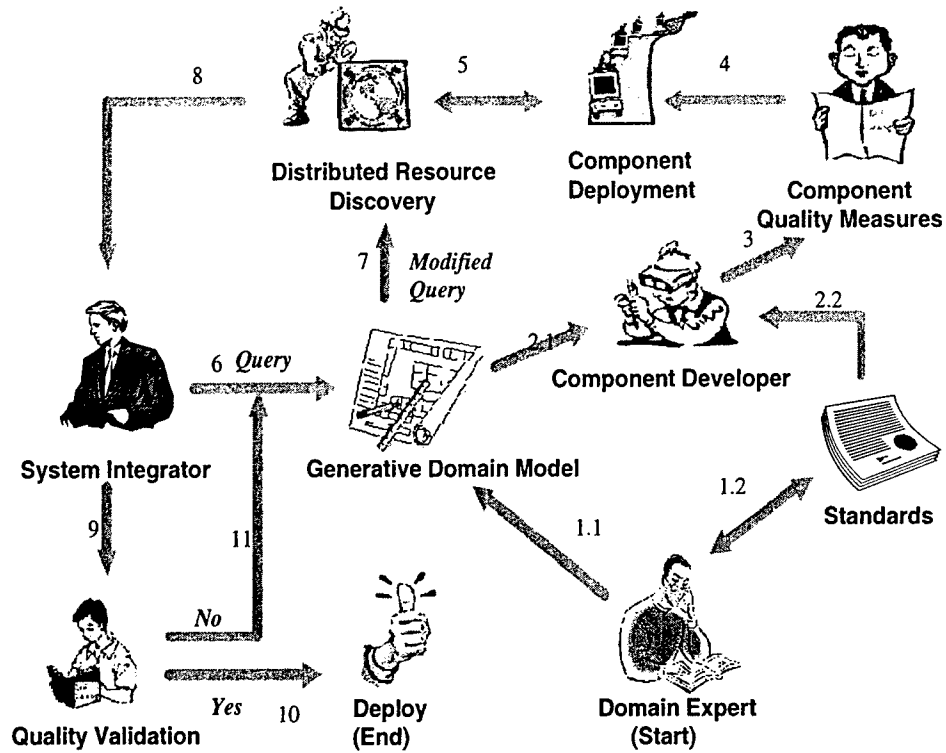 8
5
4
Distributed Resource
Discovery
Component
Deployment
Component
Quality Measures
7
Modified
Query
3
2.2
6 Query
2.1
Component Developer
System Integrator
Generative Domain Model
Standards
9
11
1.1
1.2
No
Yes
10
Quality Validation
Deploy
(End)
Domain Expert
(Start)